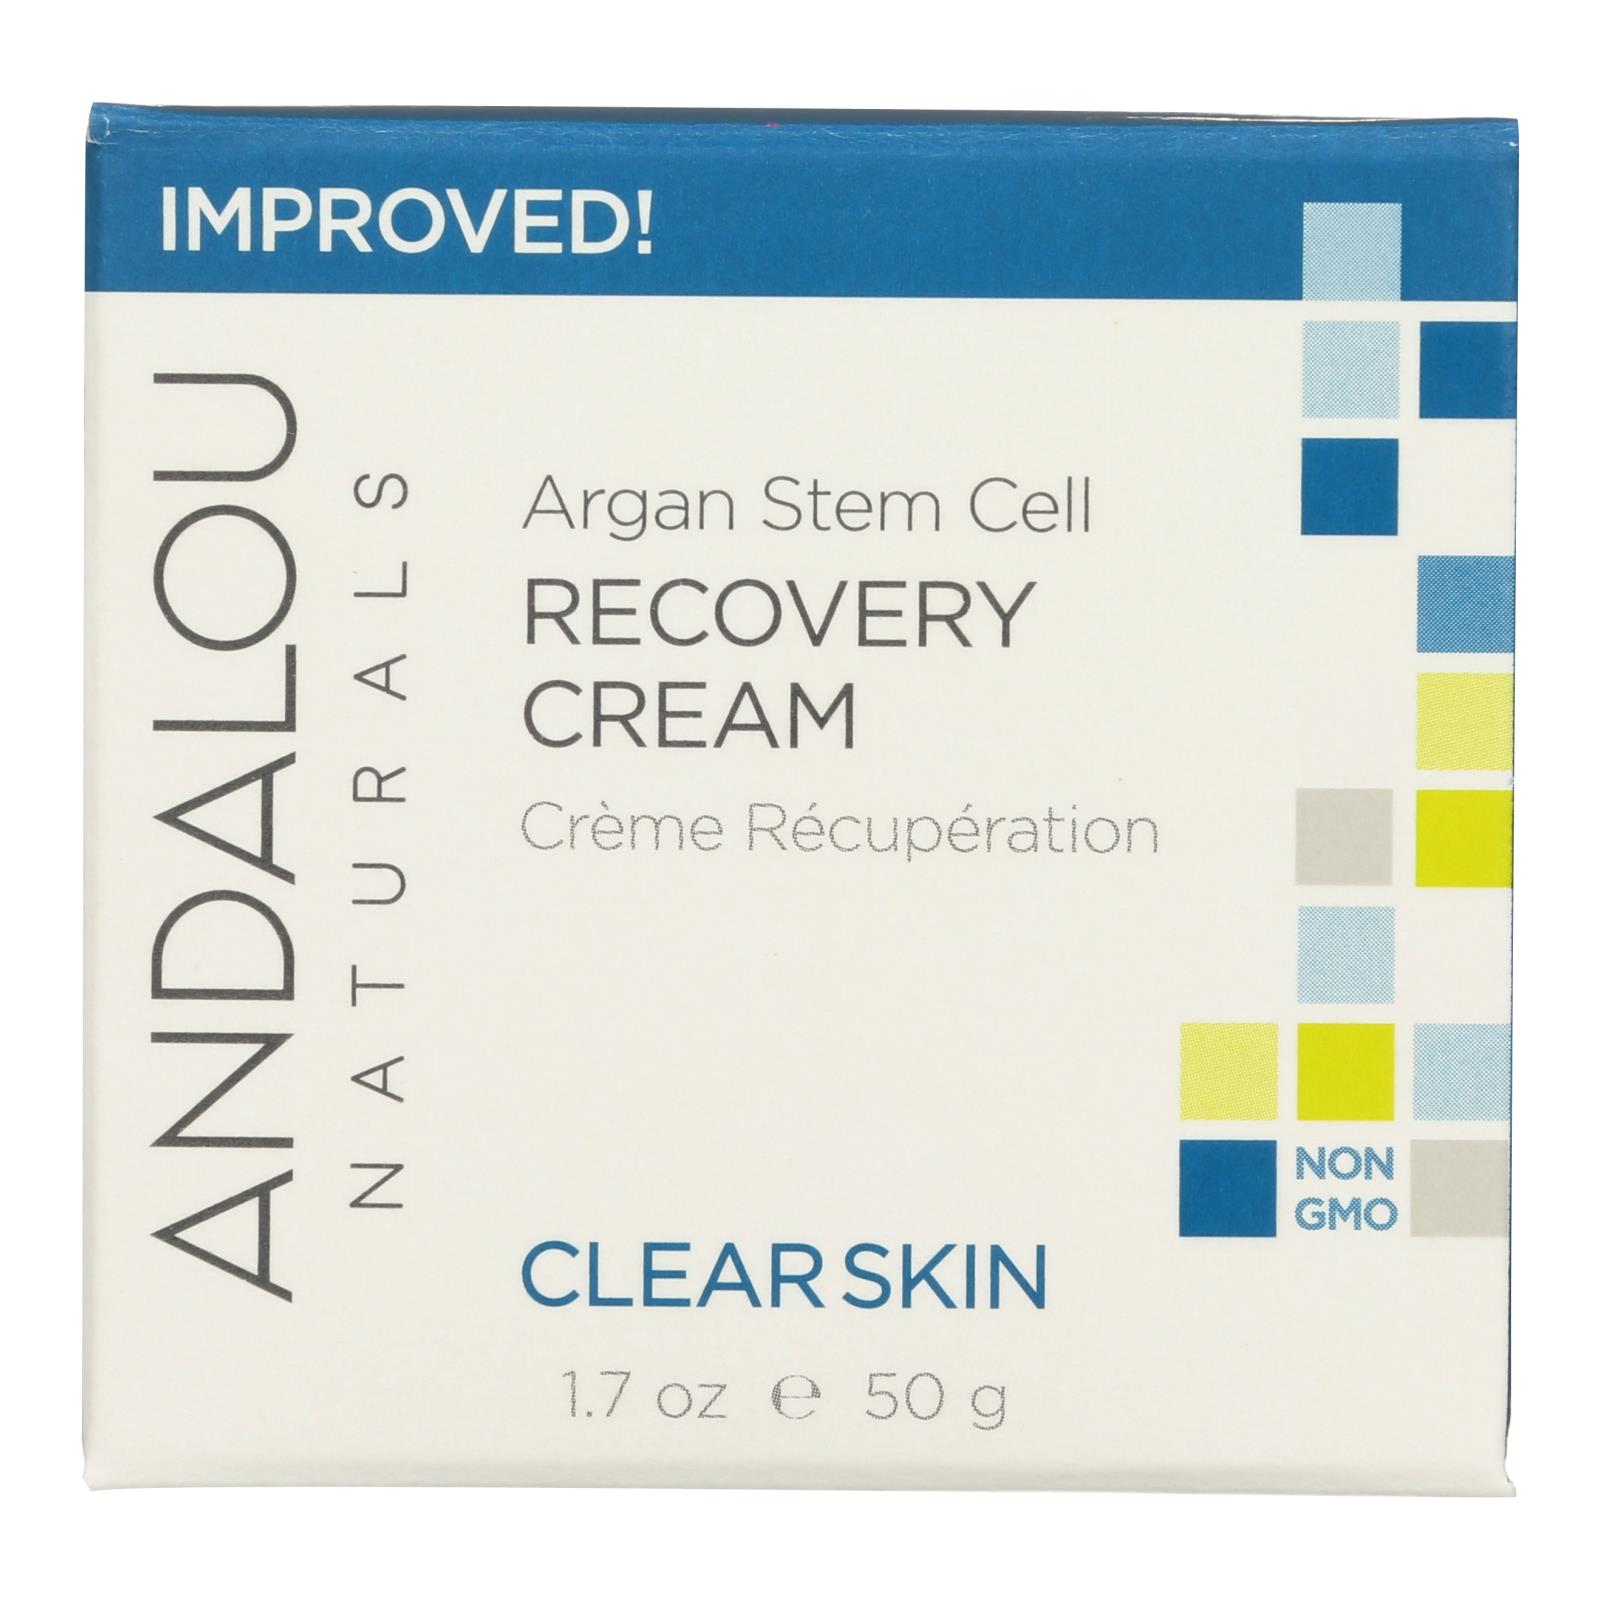 IMPROVED!
ANDALOU
NATURALS
Argan Stem Cell
RECOVERY
CREAM
Crème Récupération
NON
GMO
CLEAR SKIN
1.7 oz ℮ 50 g